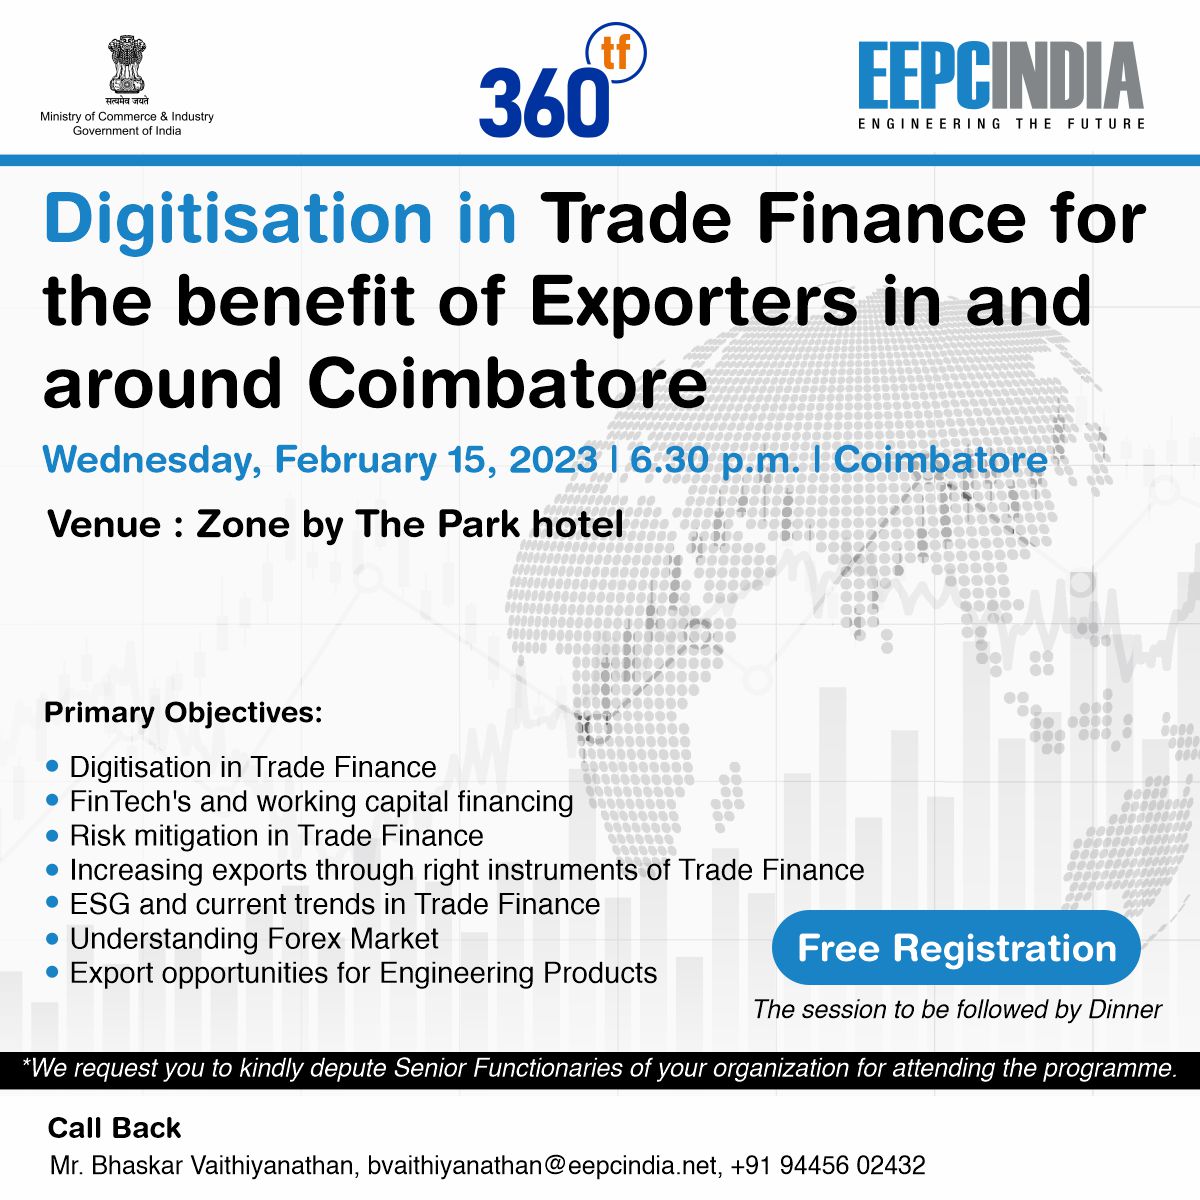 सत्यमेव जयते
Ministry of Commerce & Industry
Government of India
360tf
EEPCINDIA
ENGINEERING THE FUTURE
Digitisation in Trade Finance for
the benefit of Exporters in and
around Coimbatore
Wednesday, February 15, 2023 | 6.30 p.m. | Coimbatore
Venue : Zone by The Park hotel
Primary Objectives:
• Digitisation in Trade Finance
• FinTech's and working capital financing
• Risk mitigation in Trade Finance
• Increasing exports through right instruments of Trade Finance
• ESG and current trends in Trade Finance
• Understanding Forex Market
• Export opportunities for Engineering Products
Free Registration
The session to be followed by Dinner
*We request you to kindly depute Senior Functionaries of your organization for attending the programme.
Call Back
Mr. Bhaskar Vaithiyanathan, bvaithiyanathan@eepcindia.net, +91 94456 02432